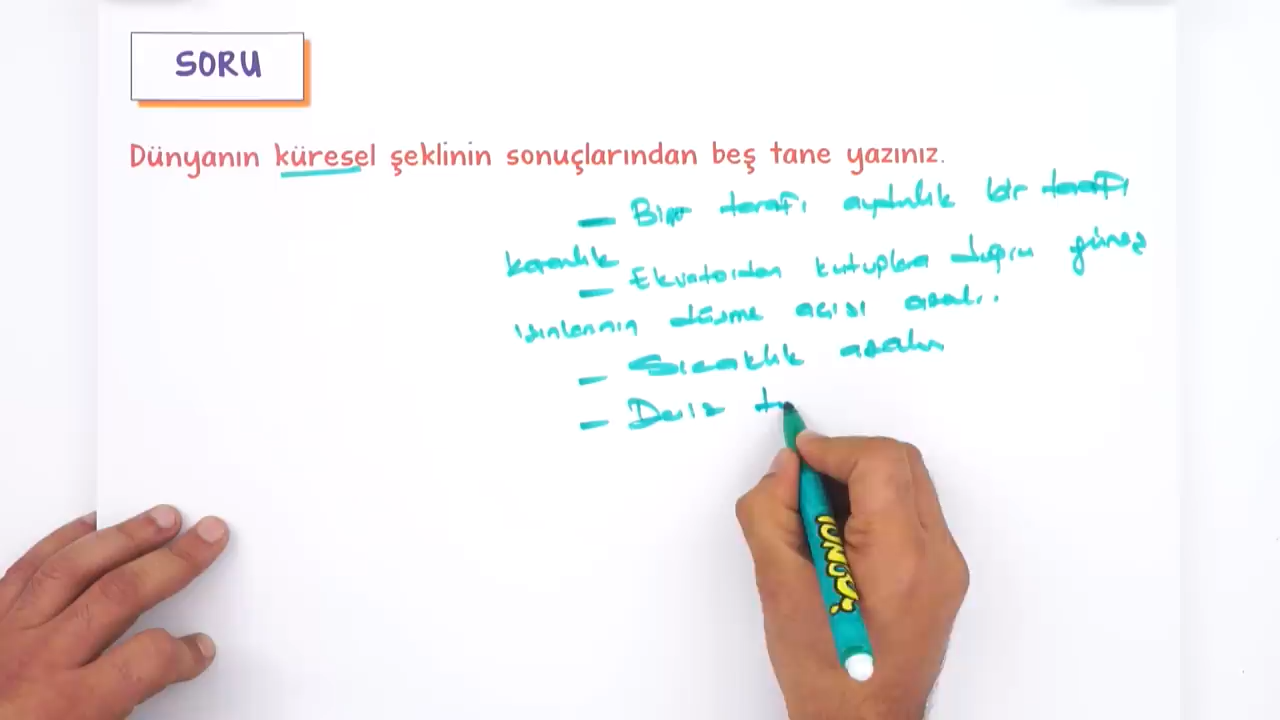 SORU
Dünyanın küresel şeklinin sonuçlarından beş tane yazınız.
– Bir tarafı aydınlık bir tarafı
karanlık
– Ekvatordan kutuplara doğru güneş
ışınlarının düşme açısı azalır.
– Sıcaklık azalır
– Deniz tu